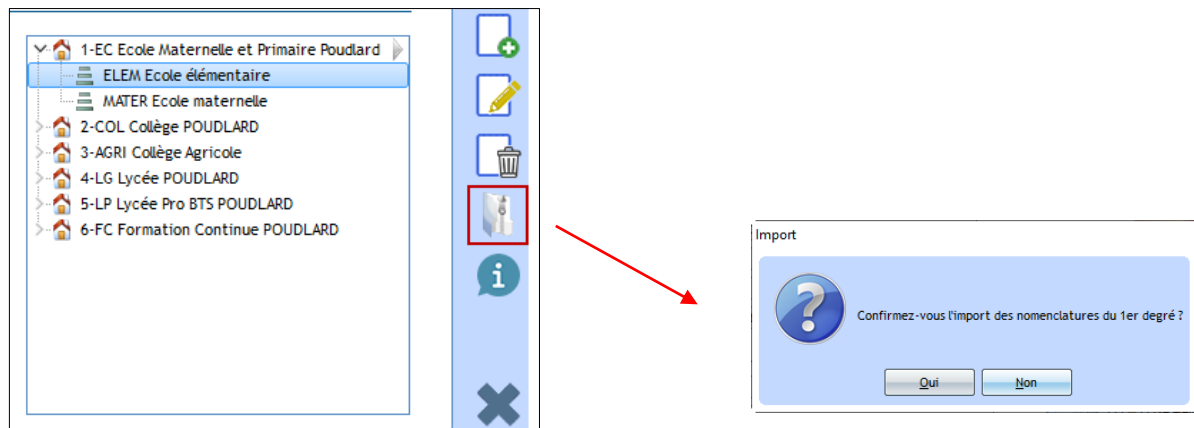 1-EC Ecole Maternelle et Primaire Poudlard
ELEM Ecole élémentaire
MATER Ecole maternelle
2-COL Collège POUDLARD
3-AGRI Collège Agricole
4-LG Lycée POUDLARD
5-LP Lycée Pro BTS POUDLARD
6-FC Formation Continue POUDLARD
Import
Confirmez-vous l'import des nomenclatures du 1er degré ?
Oui Non